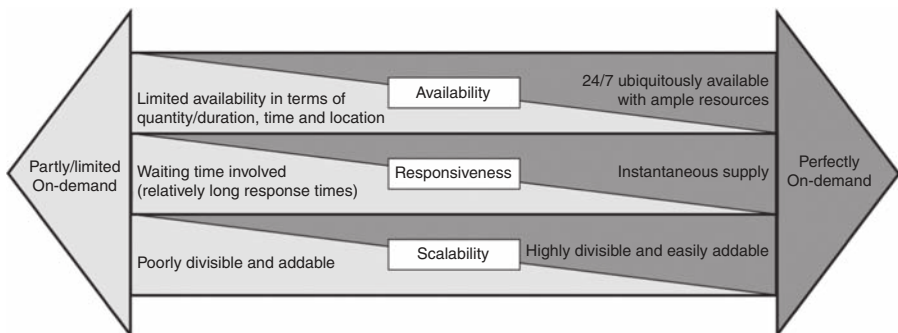 Partly/limited
On-demand
Limited availability in terms of
quantity/duration, time and location
Availability
24/7 ubiquitously available
with ample resources
Waiting time involved
(relatively long response times)
Responsiveness
Instantaneous supply
Poorly divisible and addable
Scalability
Highly divisible and easily addable
Perfectly
On-demand